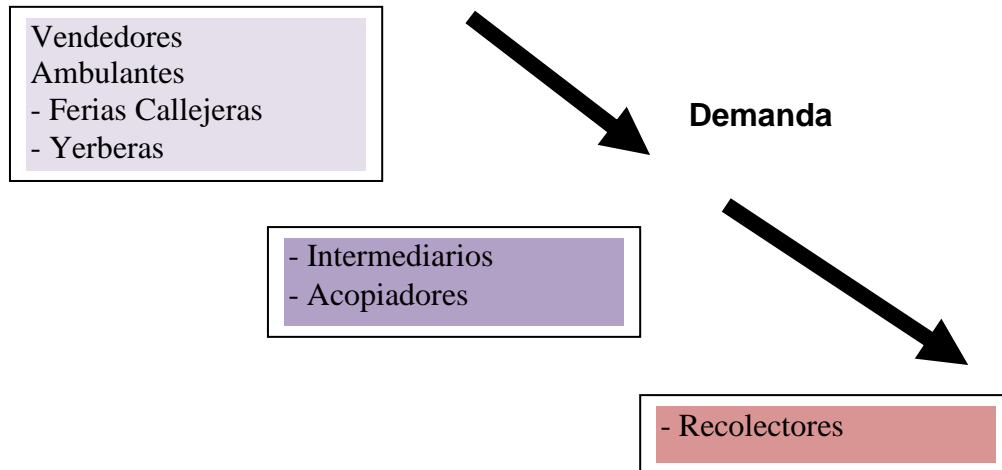 Vendedores
Ambulantes
- Ferias Callejeras
- Yerberas
Demanda
- Intermediarios
- Acopiadores
- Recolectores